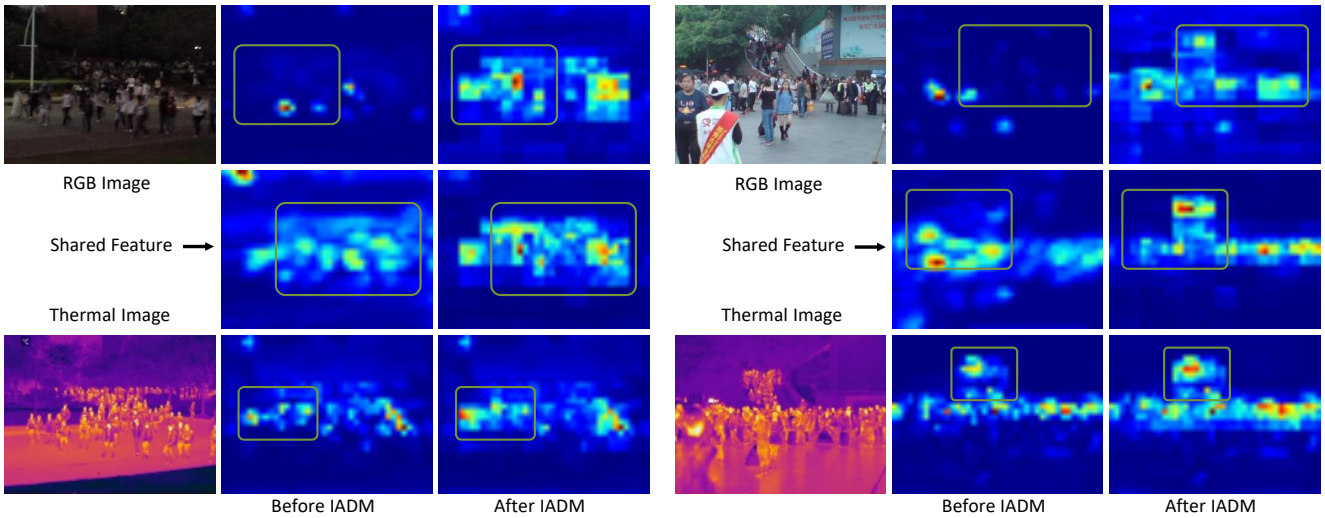 RGB Image
RGB Image
Shared Feature
Shared Feature
Thermal Image
Thermal Image
Before IADM
After IADM
Before IADM
After IADM